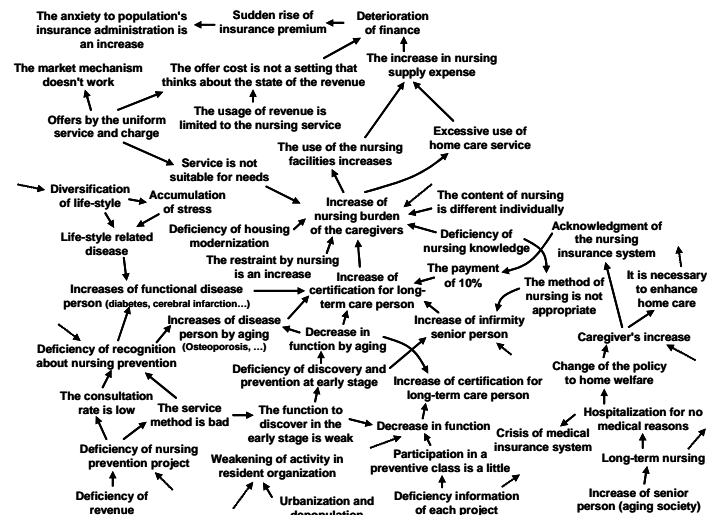 The anxiety to population's
insurance administration is
an increase
Sudden rise of
insurance premium
Deterioration
of finance
The market mechanism
doesn't work
The offer cost is not a setting that
thinks about the state of the revenue
The increase in nursing
supply expense
Offers by the uniform
service and charge
The usage of revenue is
limited to the nursing service
The use of the nursing
facilities increases
Excessive use of
home care service
Service is not
suitable for needs
Diversification
of life-style
Accumulation
of stress
Increase of
nursing burden
of the caregivers
The content of nursing
is different individually
Deficiency of housing
modernization
Deficiency of
nursing knowledge
Acknowledgment of
the nursing
insurance system
Life-style related
disease
The restraint by nursing
is an increase
The payment
of 10%
The method of
nursing is not
appropriate
It is necessary
to enhance
home care
Increases of functional disease
person (diabetes, cerebral infarction...)
Increase of
certification for long-
term care person
Increases of disease
person by aging
(Osteoporosis, ...)
Decrease in
function by aging
Increase of infirmity
senior person
Caregiver's increase
Deficiency of recognition
about nursing prevention
Deficiency of discovery and
prevention at early stage
Increase of certification for
long-term care person
Change of the policy
to home welfare
The consultation
rate is low
The service
method is bad
The function to
discover in the
early stage is weak
Decrease in function
Crisis of medical
insurance system
Hospitalization for no
medical reasons
Deficiency of nursing
prevention project
Weakening of activity in
resident organization
Participation in a
preventive class is a little
Long-term nursing
Deficiency of
revenue
Urbanization and
depopulation
Deficiency information
of each project
Increase of senior
person (aging society)